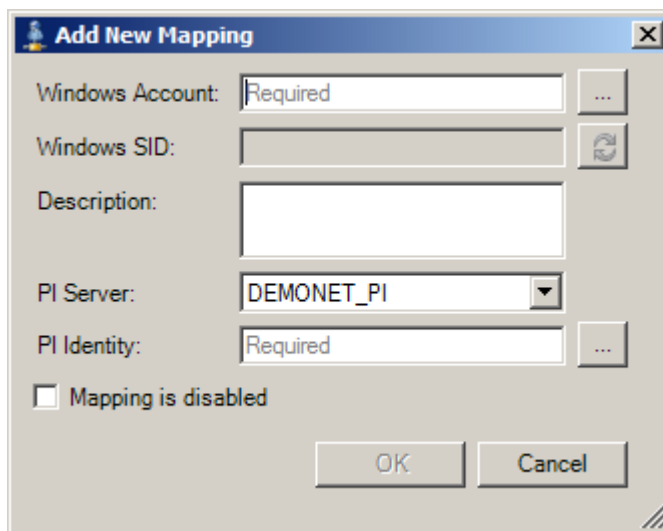 Add New Mapping
Windows Account: Required ...
Windows SID:
Description:
PI Server: DEMONET_PI
PI Identity: Required ...
Mapping is disabled
OK Cancel